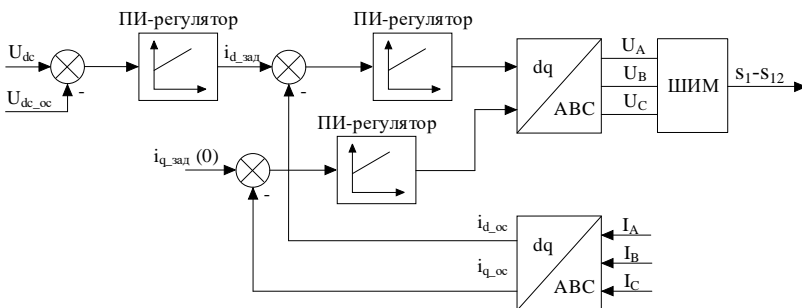 ПИ-регулятор
ПИ-регулятор
U_dc
i_d_зад
U_dc_ос
-
-
dq
ABC
U_A
U_B
U_C
ШИМ
s_1-s_12
ПИ-регулятор
i_q_зад (0)
-
i_d_ос
i_q_ос
dq
ABC
I_A
I_B
I_C